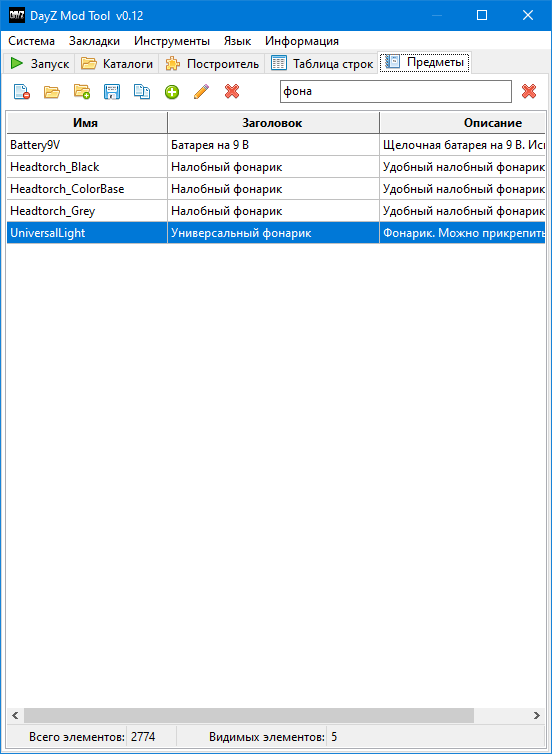 DAYZ DayZ Mod Tool v0.12
Система Закладки Инструменты Язык Информация
Запуск Каталоги Построитель Таблица строк Предметы
фона
Имя Заголовок Описание
Battery9V Батарея на 9 В Щелочная батарея на 9 В. Ис
Headtorch_Black Налобный фонарик Удобный налобный фонарик
Headtorch_ColorBase Налобный фонарик Удобный налобный фонарик
Headtorch_Grey Налобный фонарик Удобный налобный фонарик
UniversalLight Универсальный фонарик Фонарик. Можно прикрепить
Всего элементов: 2774 Видимых элементов: 5